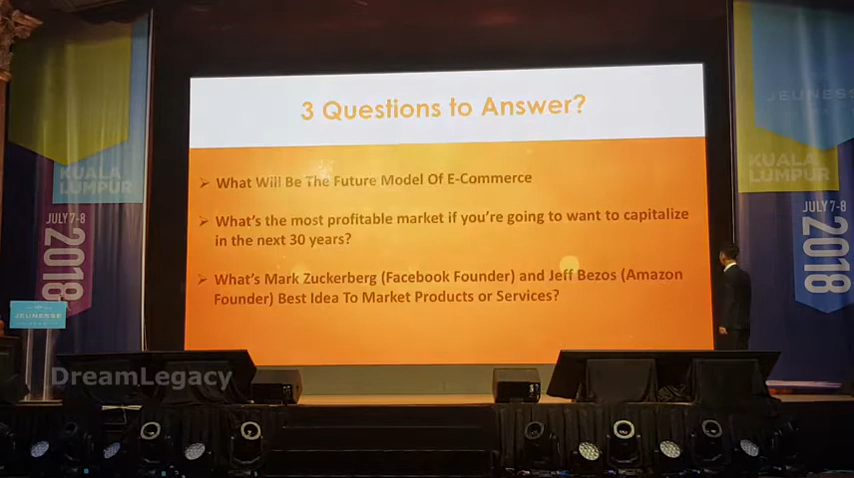 3 Questions to Answer?
➢ What Will Be The Future Model Of E-Commerce
➢ What's the most profitable market if you're going to want to capitalize
in the next 30 years?
➢ What's Mark Zuckerberg (Facebook Founder) and Jeff Bezos (Amazon
Founder) Best Idea To Market Products or Services?
KUALA
LUMPUR
JULY 7-8
2018
JEUNESSE
JEUNESSE
KUALA
LUMPUR
JULY 7-8
2018
DreamLegacy